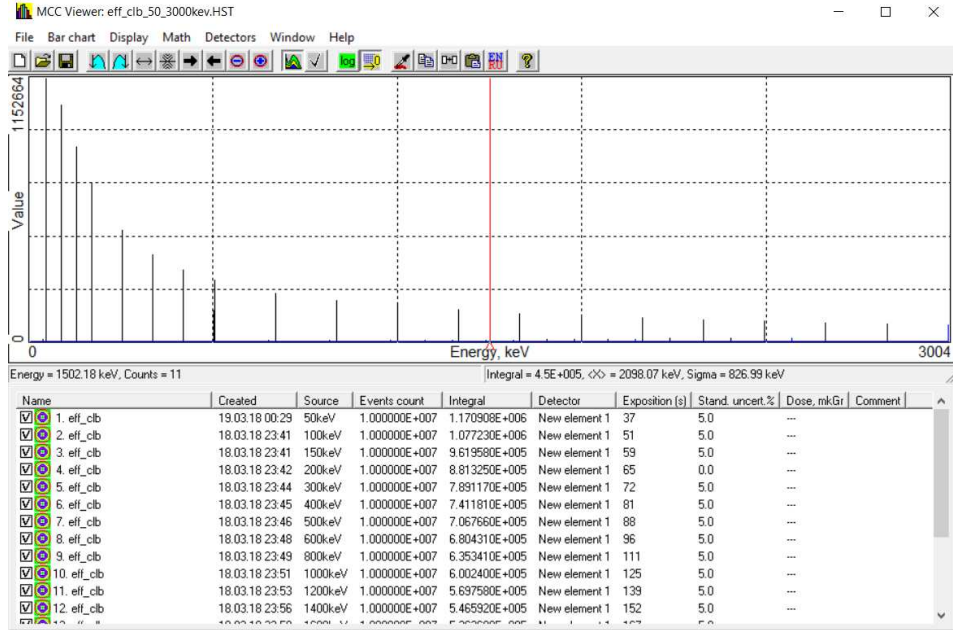 MCC Viewer: eff_clb_50_3000kev.HST
File Bar chart Display Math Detectors Window Help
log EN RU ?
1152664
Value
0
0 Energy, keV 3004
Energy = 1502.18 keV, Counts = 11 Integral = 4.5E+005, <X> = 2098.07 keV, Sigma = 826.99 keV
Name Created Source Events count Integral Detector Exposition (s) Stand. uncert.% Dose, mkGr Comment
1. eff_clb 19.03.18 00:29 50keV 1.000000E+007 1.170908E+006 New element 1 37 5.0 ---
2. eff_clb 18.03.18 23:41 100keV 1.000000E+007 1.077230E+006 New element 1 51 5.0 ---
3. eff_clb 18.03.18 23:41 150keV 1.000000E+007 9.619580E+005 New element 1 59 5.0 ---
4. eff_clb 18.03.18 23:42 200keV 1.000000E+007 8.813250E+005 New element 1 65 0.0 ---
5. eff_clb 18.03.18 23:44 300keV 1.000000E+007 7.891170E+005 New element 1 72 5.0 ---
6. eff_clb 18.03.18 23:45 400keV 1.000000E+007 7.411810E+005 New element 1 81 5.0 ---
7. eff_clb 18.03.18 23:46 500keV 1.000000E+007 7.067660E+005 New element 1 88 5.0 ---
8. eff_clb 18.03.18 23:48 600keV 1.000000E+007 6.804310E+005 New element 1 96 5.0 ---
9. eff_clb 18.03.18 23:49 800keV 1.000000E+007 6.353410E+005 New element 1 111 5.0 ---
10. eff_clb 18.03.18 23:51 1000keV 1.000000E+007 6.002400E+005 New element 1 125 5.0 ---
11. eff_clb 18.03.18 23:53 1200keV 1.000000E+007 5.697580E+005 New element 1 139 5.0 ---
12. eff_clb 18.03.18 23:56 1400keV 1.000000E+007 5.465920E+005 New element 1 152 5.0 ---